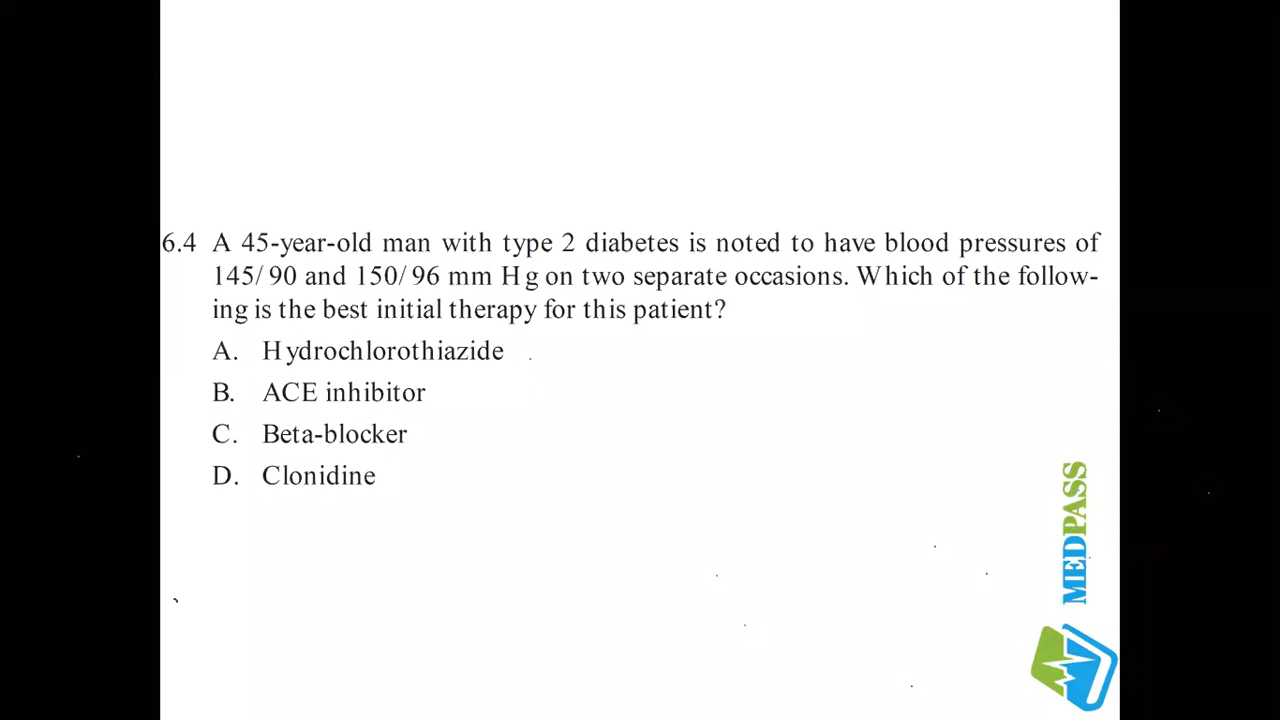 6.4 A 45-year-old man with type 2 diabetes is noted to have blood pressures of
145/90 and 150/96 mm Hg on two separate occasions. Which of the follow-
ing is the best initial therapy for this patient?
A. Hydrochlorothiazide
B. ACE inhibitor
C. Beta-blocker
D. Clonidine
MEDPASS